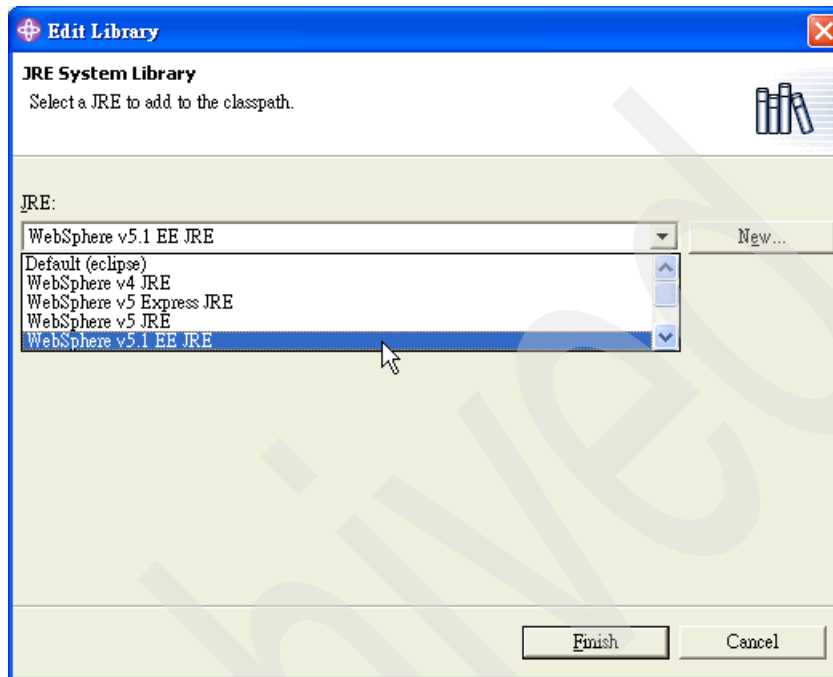 Edit Library
JRE System Library
Select a JRE to add to the classpath.
JRE:
WebSphere v5.1 EE JRE
New...
Default (eclipse)
WebSphere v4 JRE
WebSphere v5 Express JRE
WebSphere v5 JRE
WebSphere v5.1 EE JRE
Finish
Cancel